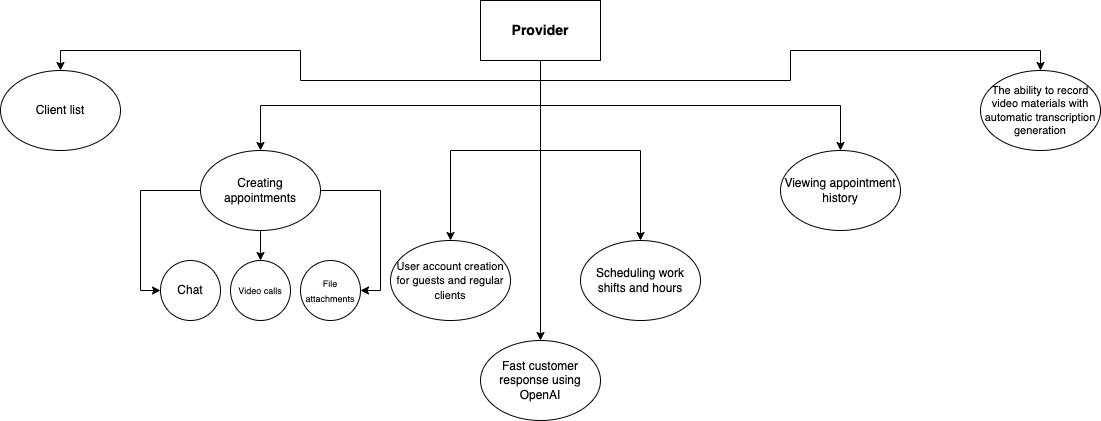 Provider
Client list
The ability to record
video materials with
automatic transcription
generation
Creating
appointments
Viewing appointment
history
Chat
Video calls
File
attachments
User account creation
for guests and regular
clients
Scheduling work
shifts and hours
Fast customer
response using
OpenAI